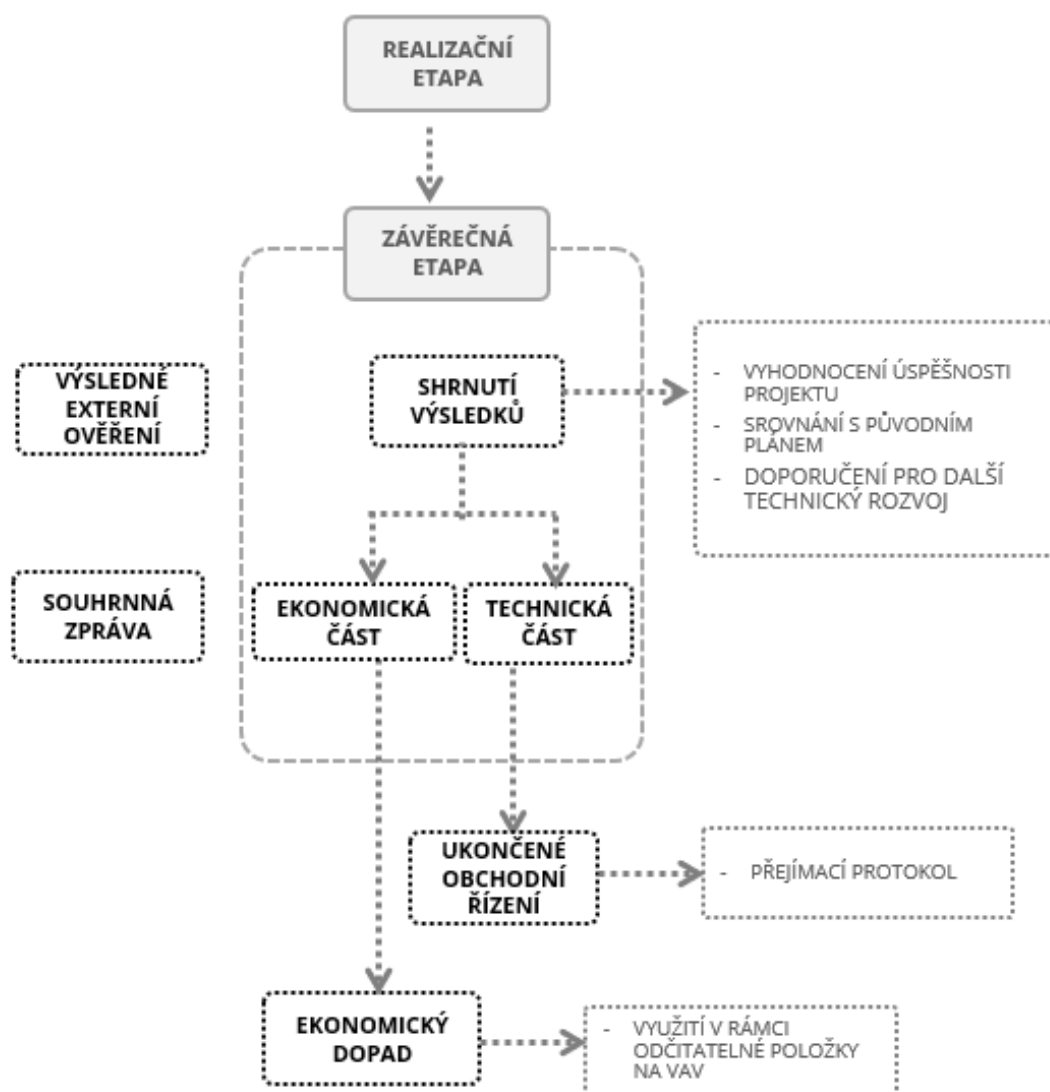 REALIZAČNÍ
ETAPA
ZÁVĚREČNÁ
ETAPA
VÝSLEDNÉ
EXTERNÍ
OVĚŘENÍ
SHRNUTÍ
VÝSLEDKŮ
- VYHODNOCENÍ ÚSPĚŠNOSTI
PROJEKTU
- SROVNÁNÍ S PŮVODNÍM
PLÁNEM
- DOPORUČENÍ PRO DALŠÍ
TECHNICKÝ ROZVOJ
SOUHRNNÁ
ZPRÁVA
EKONOMICKÁ
ČÁST
TECHNICKÁ
ČÁST
UKONČENÉ
OBCHODNÍ
ŘÍZENÍ
- PŘEJÍMACÍ PROTOKOL
EKONOMICKÝ
DOPAD
- VYUŽITÍ V RÁMCI
ODČITATELNÉ POLOŽKY
NA VAV